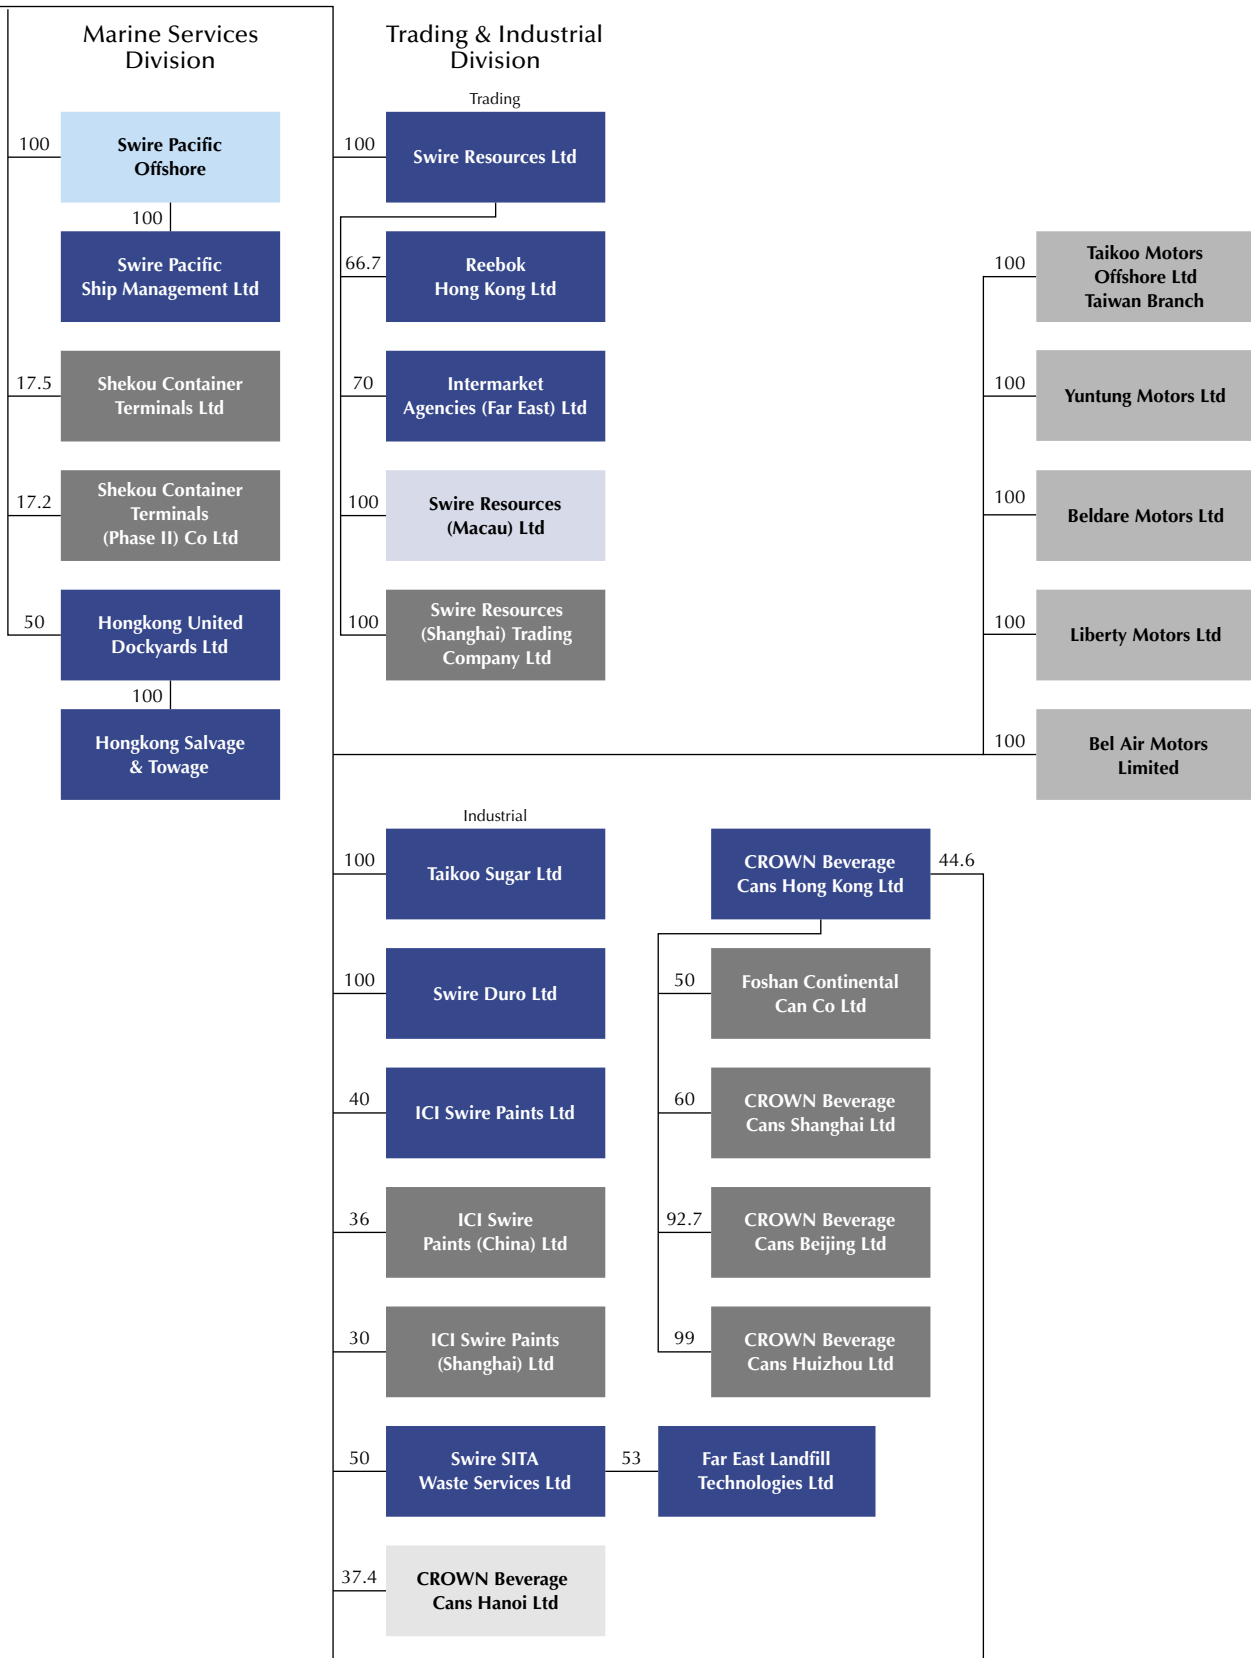 Marine Services
Division
100
Swire Pacific
Offshore
100
Swire Pacific
Ship Management Ltd
17.5
Shekou Container
Terminals Ltd
17.2
Shekou Container
Terminals
(Phase II) Co Ltd
50
Hongkong United
Dockyards Ltd
100
Hongkong Salvage
& Towage
Trading & Industrial
Division
Trading
100
Swire Resources Ltd
66.7
Reebok
Hong Kong Ltd
70
Intermarket
Agencies (Far East) Ltd
100
Swire Resources
(Macau) Ltd
100
Swire Resources
(Shanghai) Trading
Company Ltd
100
Taikoo Motors
Offshore Ltd
Taiwan Branch
100
Yuntung Motors Ltd
100
Beldare Motors Ltd
100
Liberty Motors Ltd
100
Bel Air Motors
Limited
Industrial
100
Taikoo Sugar Ltd
100
Swire Duro Ltd
40
ICI Swire Paints Ltd
36
ICI Swire
Paints (China) Ltd
30
ICI Swire Paints
(Shanghai) Ltd
50
Swire SITA
Waste Services Ltd
53
Far East Landfill
Technologies Ltd
37.4
CROWN Beverage
Cans Hanoi Ltd
CROWN Beverage
Cans Hong Kong Ltd
44.6
50
Foshan Continental
Can Co Ltd
60
CROWN Beverage
Cans Shanghai Ltd
92.7
CROWN Beverage
Cans Beijing Ltd
99
CROWN Beverage
Cans Huizhou Ltd